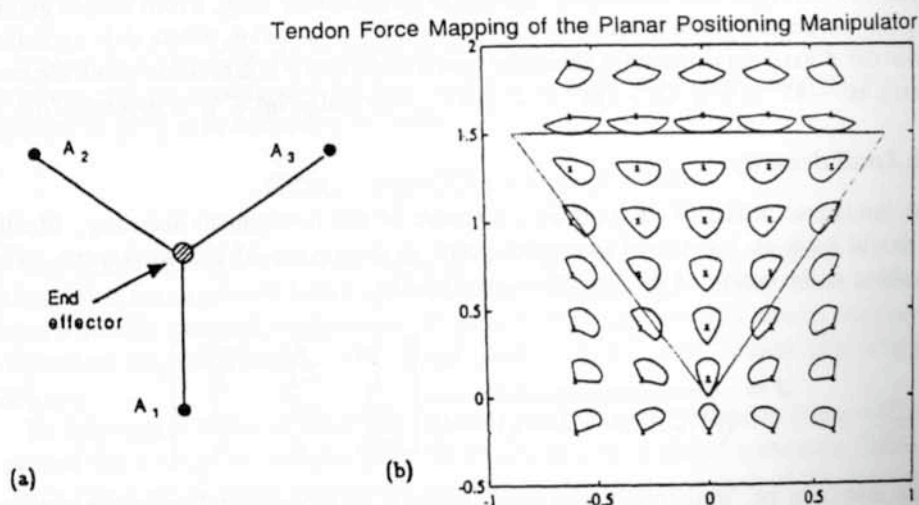 Tendon Force Mapping of the Planar Positioning Manipulator
A2
A3
End
effector
A1
(a)
(b)
2
1.5
1
0.5
0
-0.5
-1
-0.5
0
0.5
1